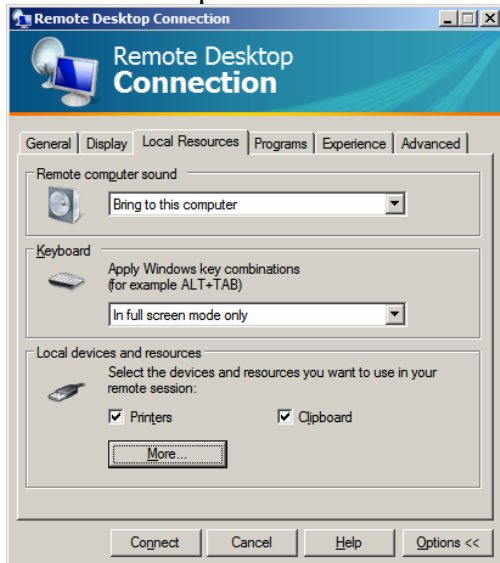 Remote Desktop Connection
Remote Desktop
Connection
General Display Local Resources Programs Experience Advanced
Remote computer sound
Bring to this computer
Keyboard
Apply Windows key combinations
(for example ALT+TAB)
In full screen mode only
Local devices and resources
Select the devices and resources you want to use in your
remote session:
Printers Clipboard
More...
Connect Cancel Help Options <<